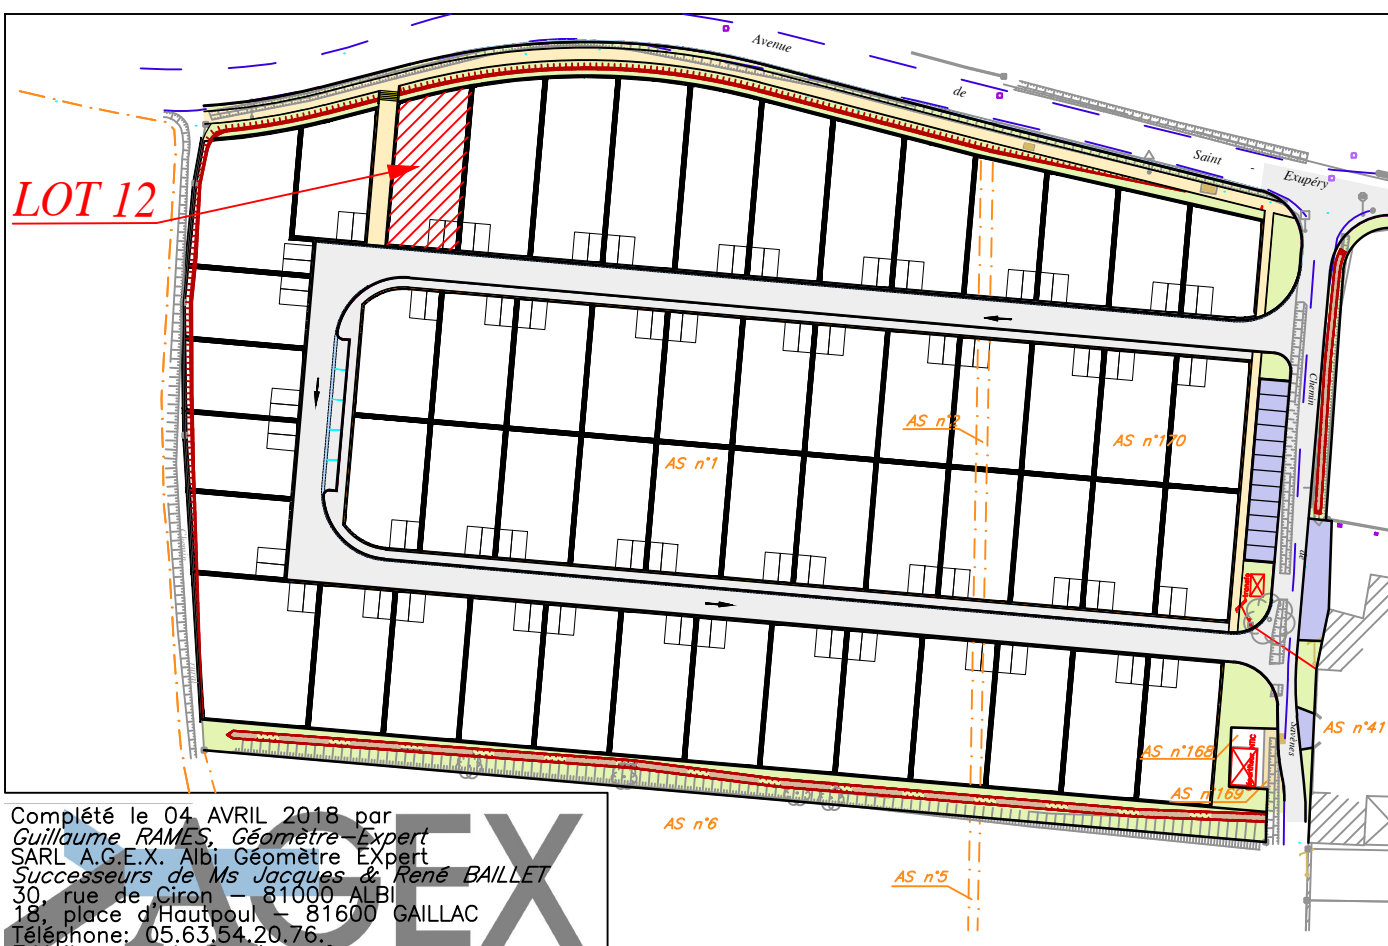 Avenue
de
Saint
-
Exupéry
LOT 12
Chemin
AS n°2
AS n°170
AS n°1
de
Savènes
AS n°41
AS n°168
AS n°169
AS n°6
AS n°5
AGEX
Complété le 04 AVRIL 2018 par
Guillaume RAMES, Géomètre-Expert
SARL A.G.E.X. Albi Géomètre EXpert
Successeurs de Ms Jacques & René BAILLET
30, rue de Ciron - 81000 ALBI
18, place d'Hautpoul - 81600 GAILLAC
Téléphone: 05.63.54.20.76.